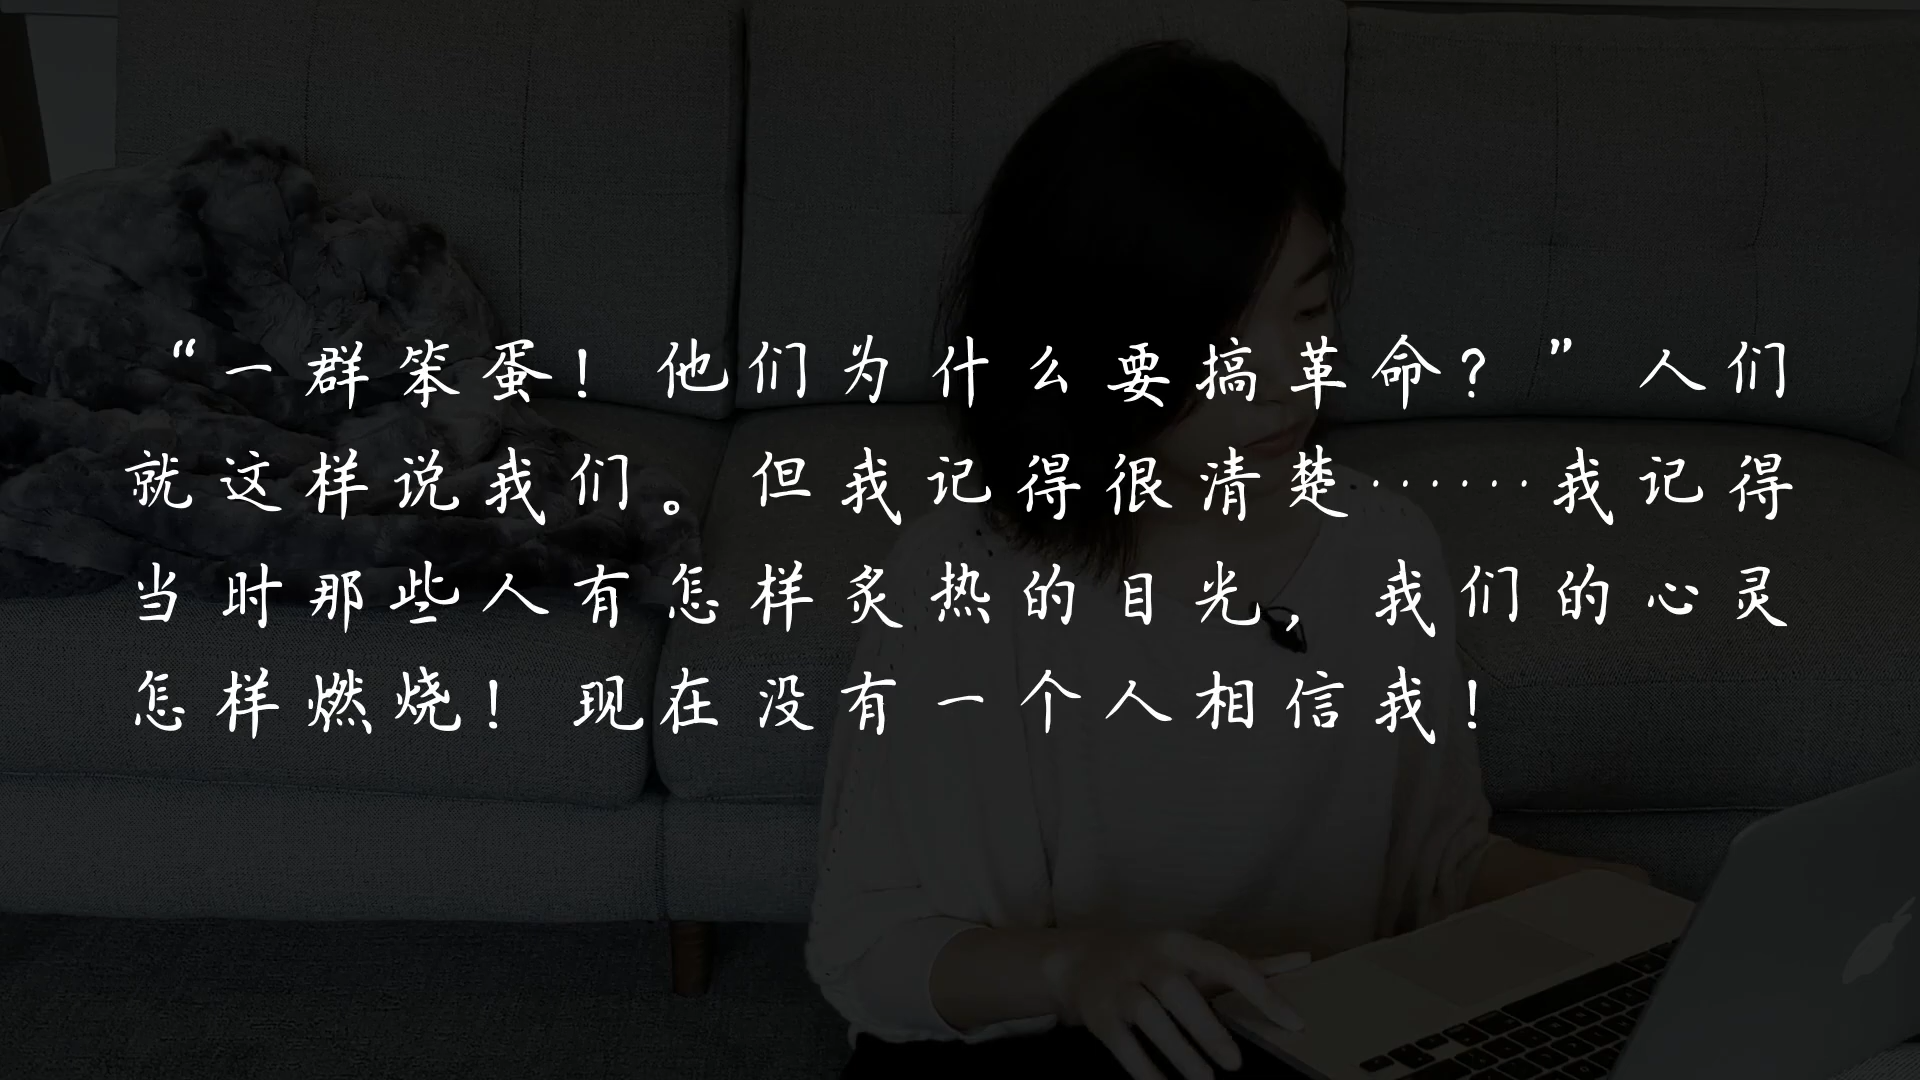 “一群笨蛋！他们为什么要搞革命？”人们
就这样说我们。但我记得很清楚……我记得
当时那些人有怎样炙热的目光，我们的心灵
怎样燃烧！现在没有一个人相信我！